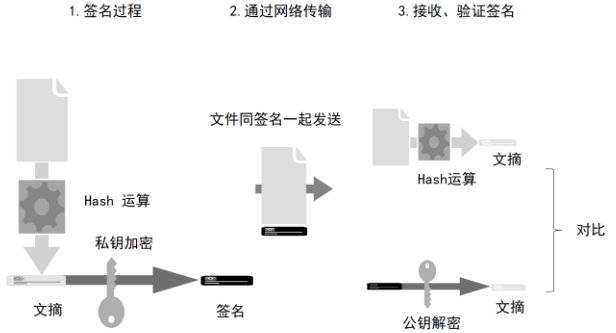 1. 签名过程
2. 通过网络传输
3. 接收、验证签名
文件同签名一起发送
Hash 运算
私钥加密
文摘
签名
Hash运算
文摘
对比
公钥解密
文摘